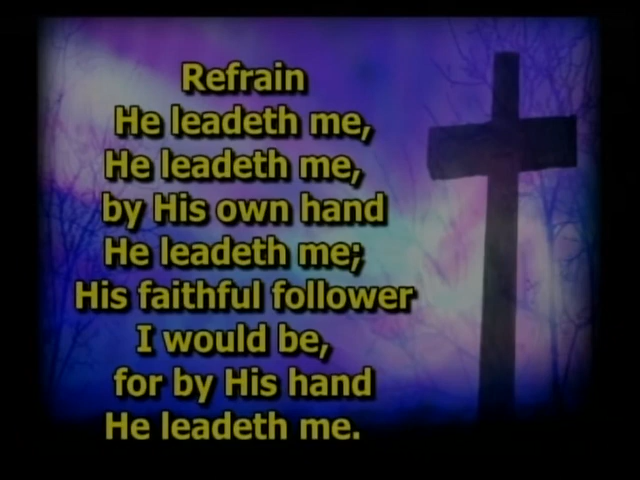 Refrain
He leadeth me,
He leadeth me,
by His own hand
He leadeth me;
His faithful follower
I would be,
for by His hand
He leadeth me.